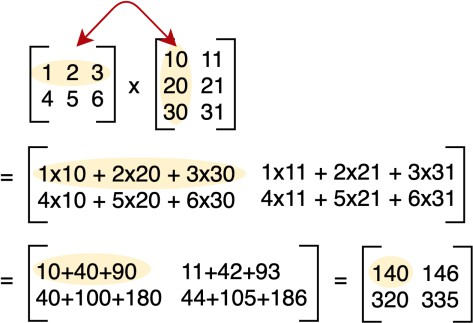 1 2 3
4 5 6
x
10 11
20 21
30 31
= 1x10 + 2x20 + 3x30 1x11 + 2x21 + 3x31
4x10 + 5x20 + 6x30 4x11 + 5x21 + 6x31
= 10+40+90 11+42+93
40+100+180 44+105+186
= 140 146
320 335